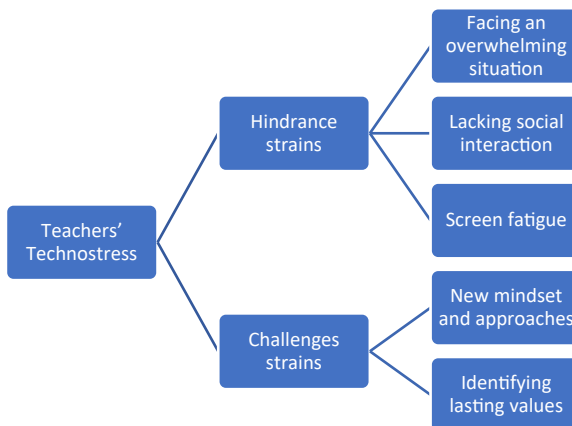 Facing an
overwhelming
situation
Hindrance
strains
Lacking social
interaction
Screen fatigue
Teachers’
Technostress
New mindset
and approaches
Challenges
strains
Identifying
lasting values